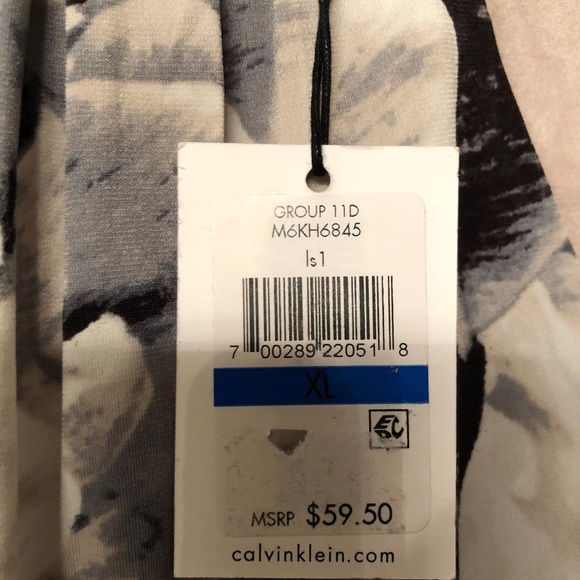 GROUP 11D
M6KH6845
ls1
7 00289 22051 8
XL
MSRP $59.50
calvinklein.com